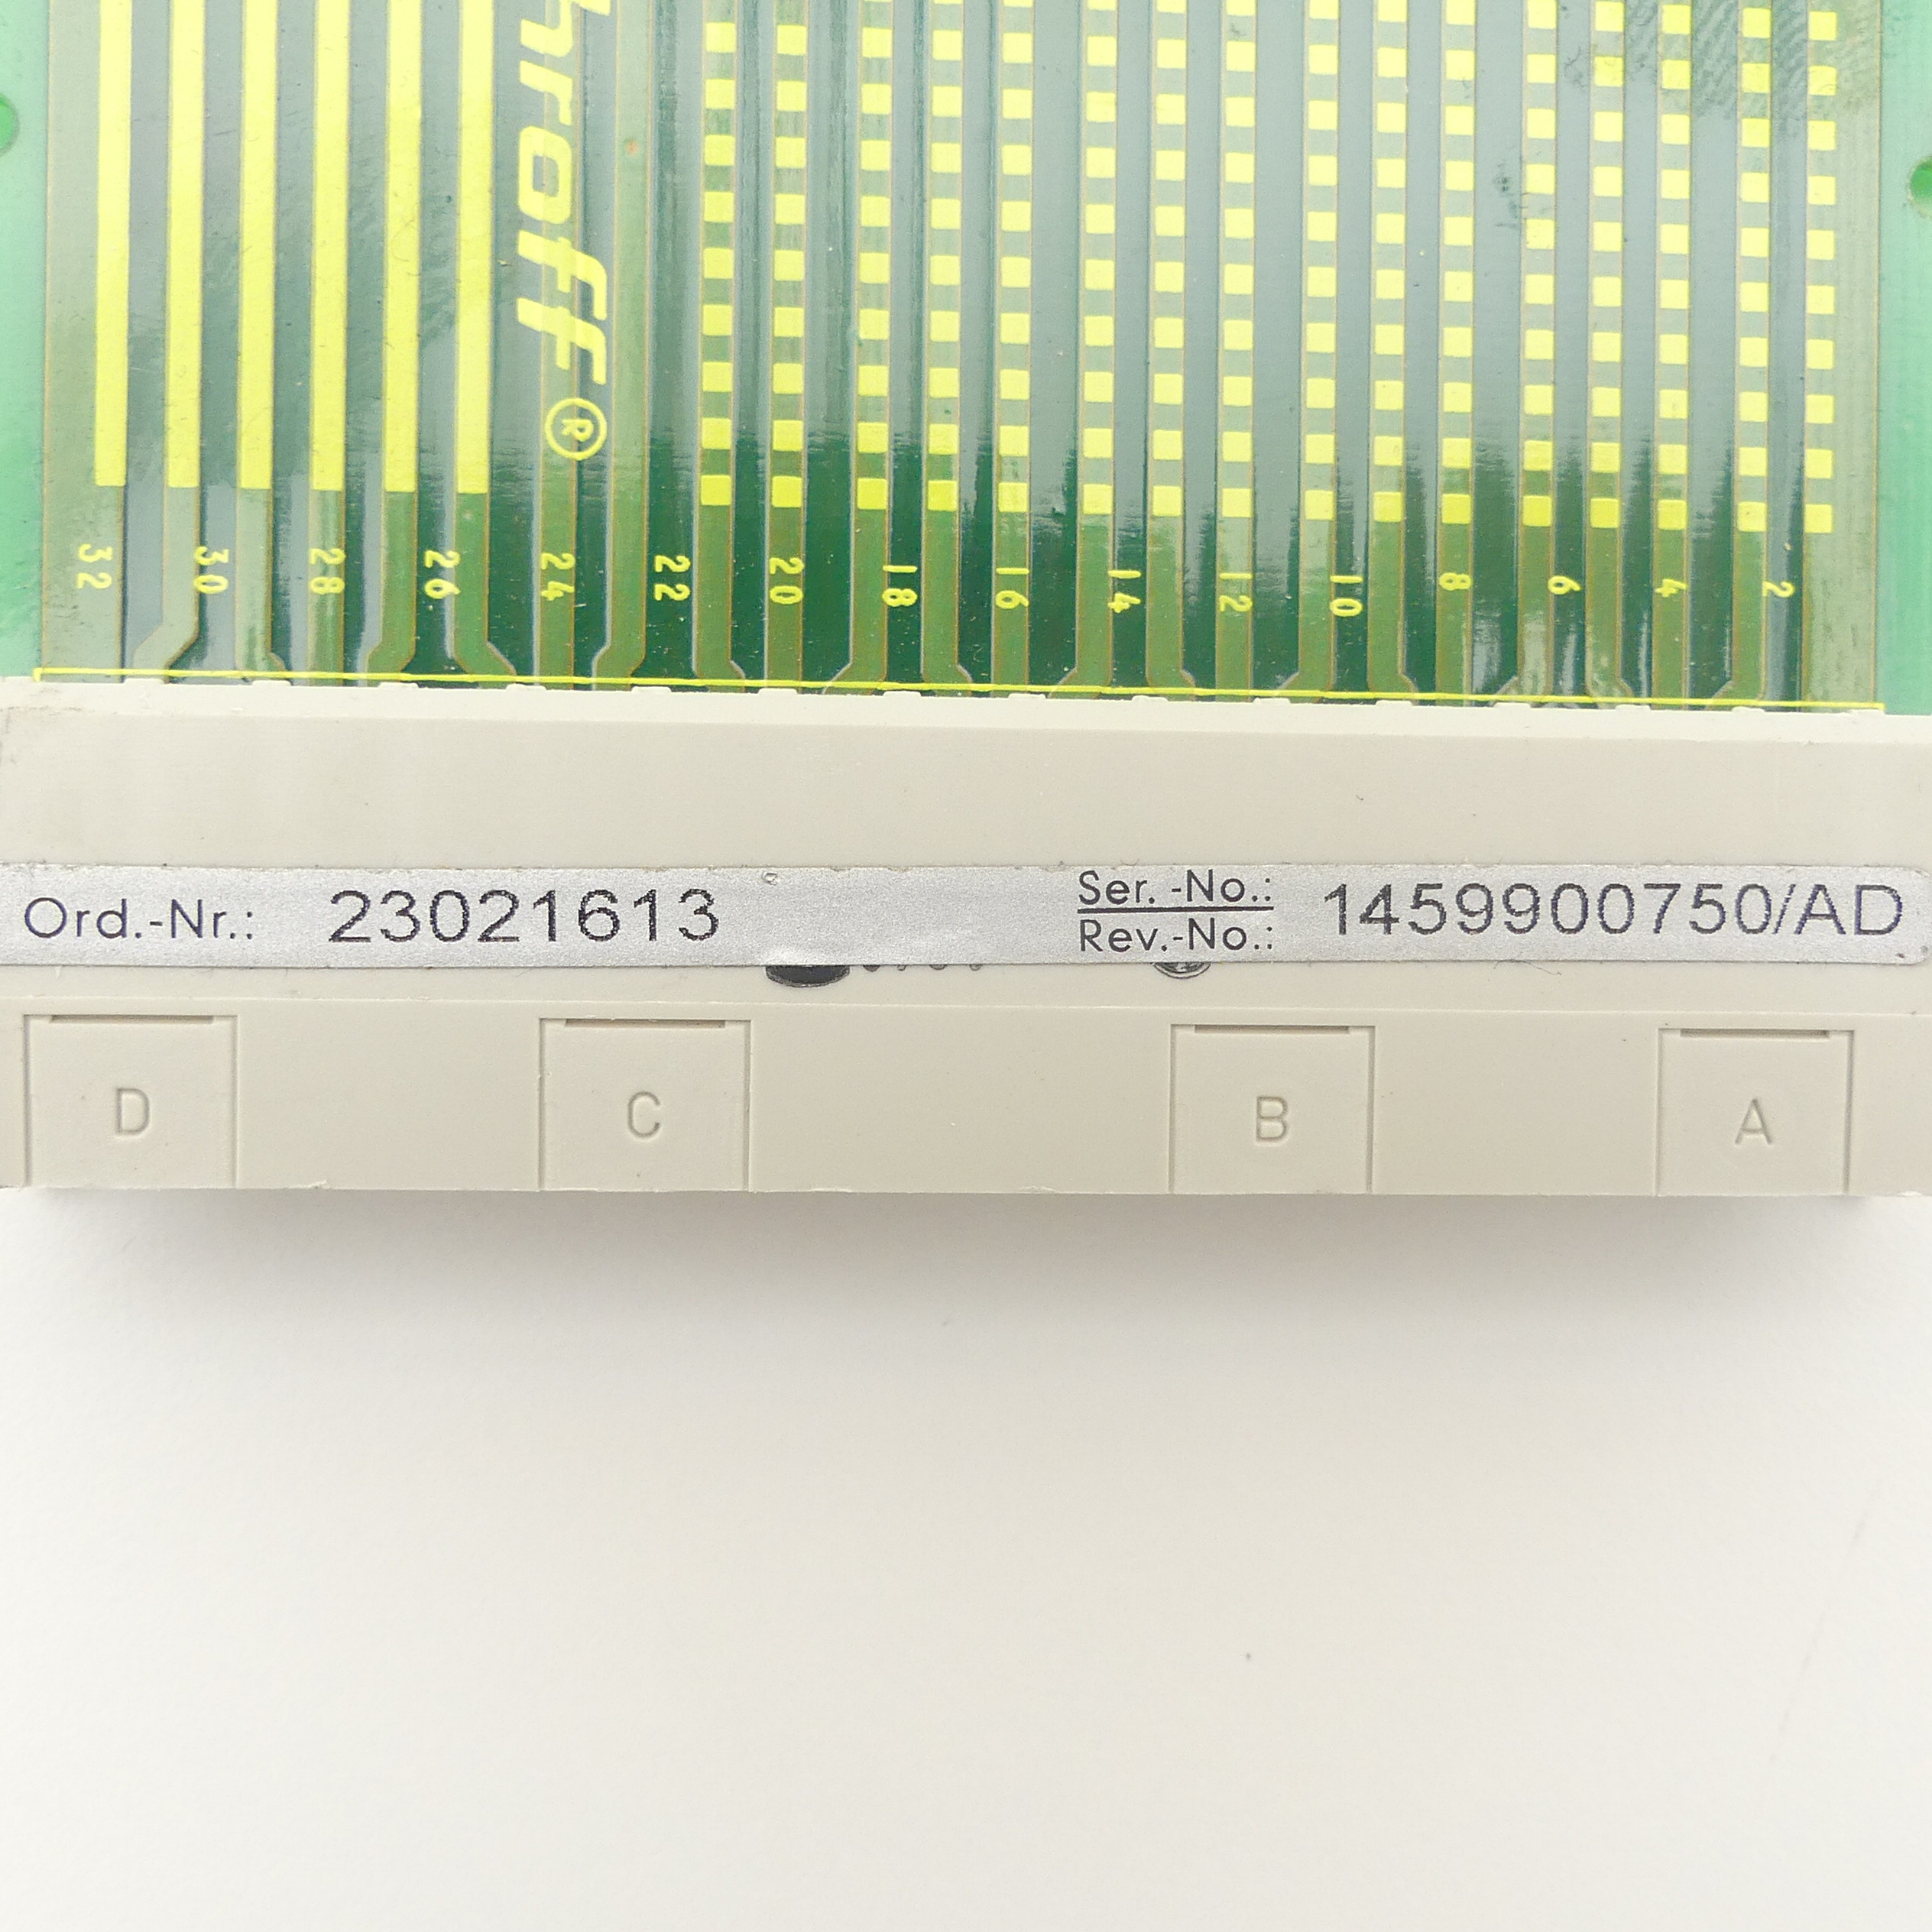 hroff®
32 30 28 26 24 22 20 18 16 14 12 10 8 6 4 2
Ord.-Nr.: 23021613
Ser. -No.: 1459900750/AD
Rev.-No.:
D C B A